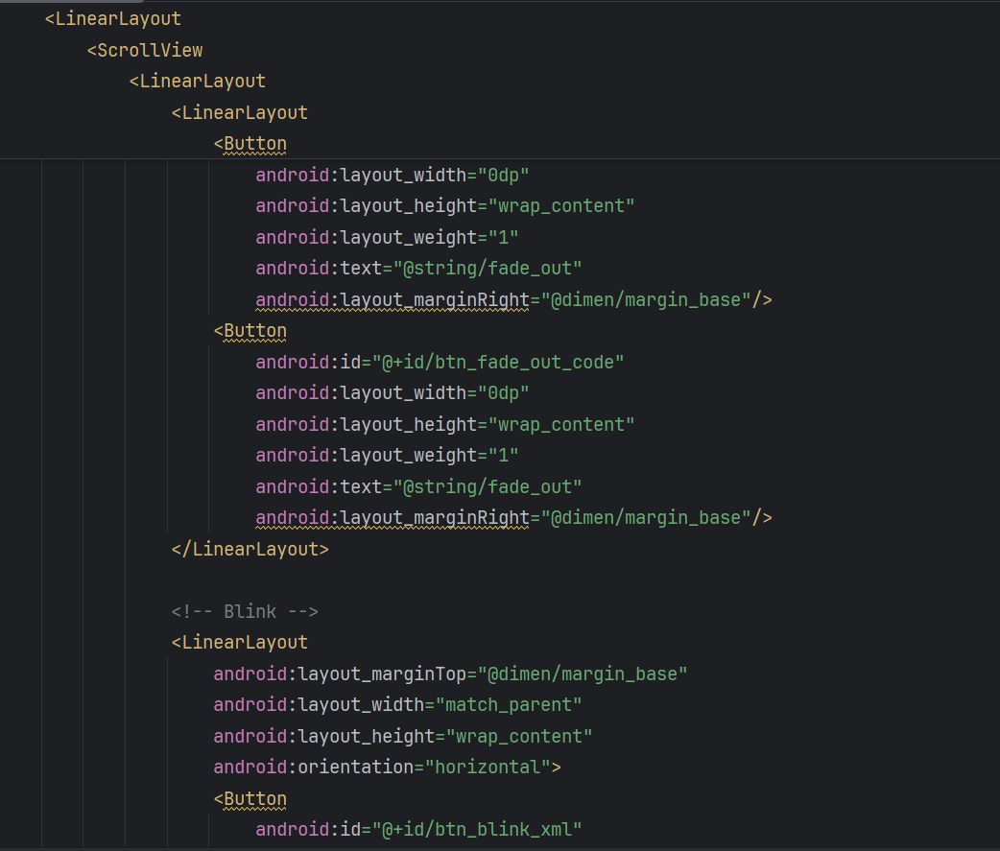 <LinearLayout
<ScrollView
<LinearLayout
<LinearLayout
<Button
android:layout_width="0dp"
android:layout_height="wrap_content"
android:layout_weight="1"
android:text="@string/fade_out"
android:layout_marginRight="@dimen/margin_base"/>
<Button
android:id="@+id/btn_fade_out_code"
android:layout_width="0dp"
android:layout_height="wrap_content"
android:layout_weight="1"
android:text="@string/fade_out"
android:layout_marginRight="@dimen/margin_base"/>
</LinearLayout>
<!-- Blink -->
<LinearLayout
android:layout_marginTop="@dimen/margin_base"
android:layout_width="match_parent"
android:layout_height="wrap_content"
android:orientation="horizontal">
<Button
android:id="@+id/btn_blink_xml"